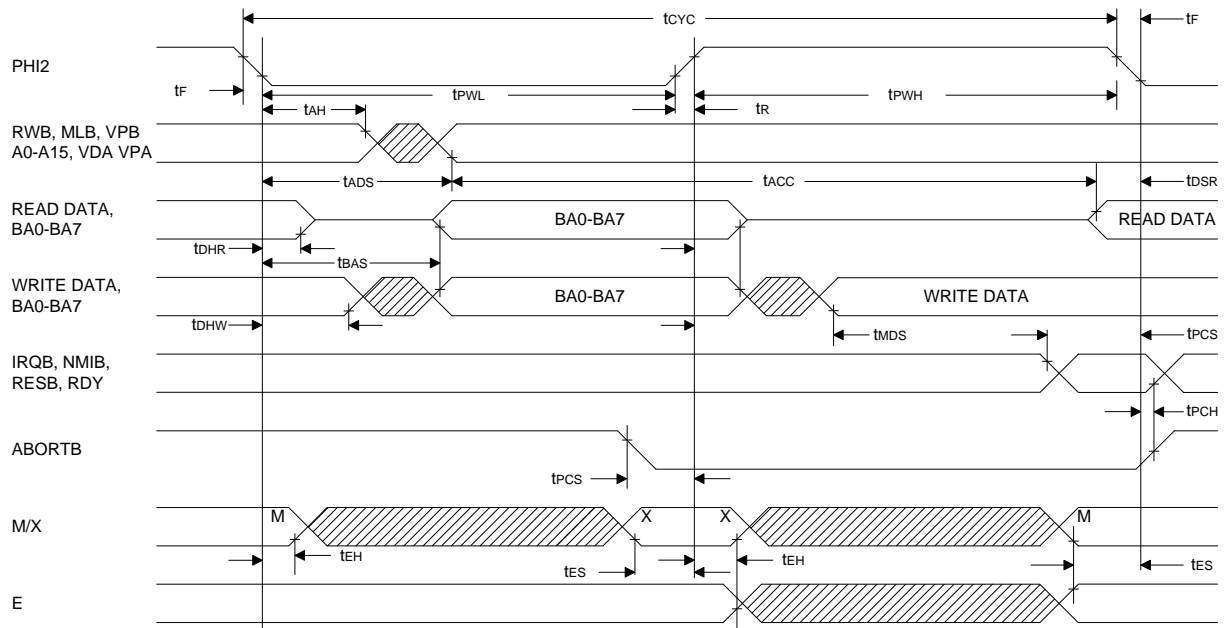 tCYC
tF
PHI2
tF
tPWL
tPWH
tAH
tR
RWB, MLB, VPB
A0-A15, VDA VPA
tADS
tACC
tDSR
READ DATA,
BA0-BA7
BA0-BA7
READ DATA
tDHR
tBAS
WRITE DATA,
BA0-BA7
BA0-BA7
WRITE DATA
tDHW
tMDS
tPCS
IRQB, NMIB,
RESB, RDY
tPCH
ABORTB
tPCS
M/X
M
X
X
M
tEH
tES
tEH
tES
E